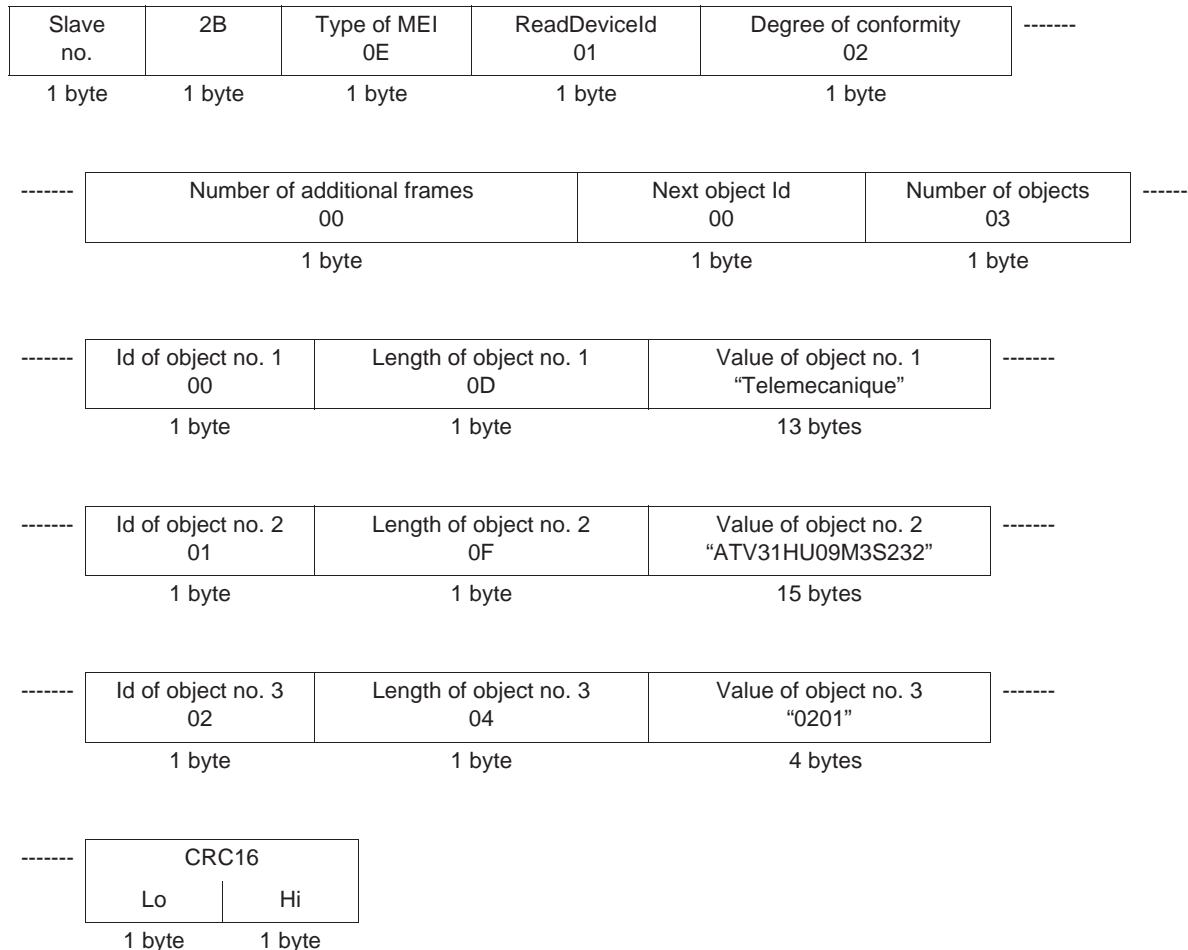 Slave 2B Type of MEI ReadDeviceId Degree of conformity -------
no. 0E 01 02
1 byte 1 byte 1 byte 1 byte 1 byte
------- Number of additional frames Next object Id Number of objects ------
00 00 03
1 byte 1 byte 1 byte
------- Id of object no. 1 Length of object no. 1 Value of object no. 1 -------
00 0D “Telemecanique”
1 byte 1 byte 13 bytes
------- Id of object no. 2 Length of object no. 2 Value of object no. 2 -------
01 0F “ATV31HU09M3S232”
1 byte 1 byte 15 bytes
------- Id of object no. 3 Length of object no. 3 Value of object no. 3 -------
02 04 “0201”
1 byte 1 byte 4 bytes
------- CRC16
Lo Hi
1 byte 1 byte